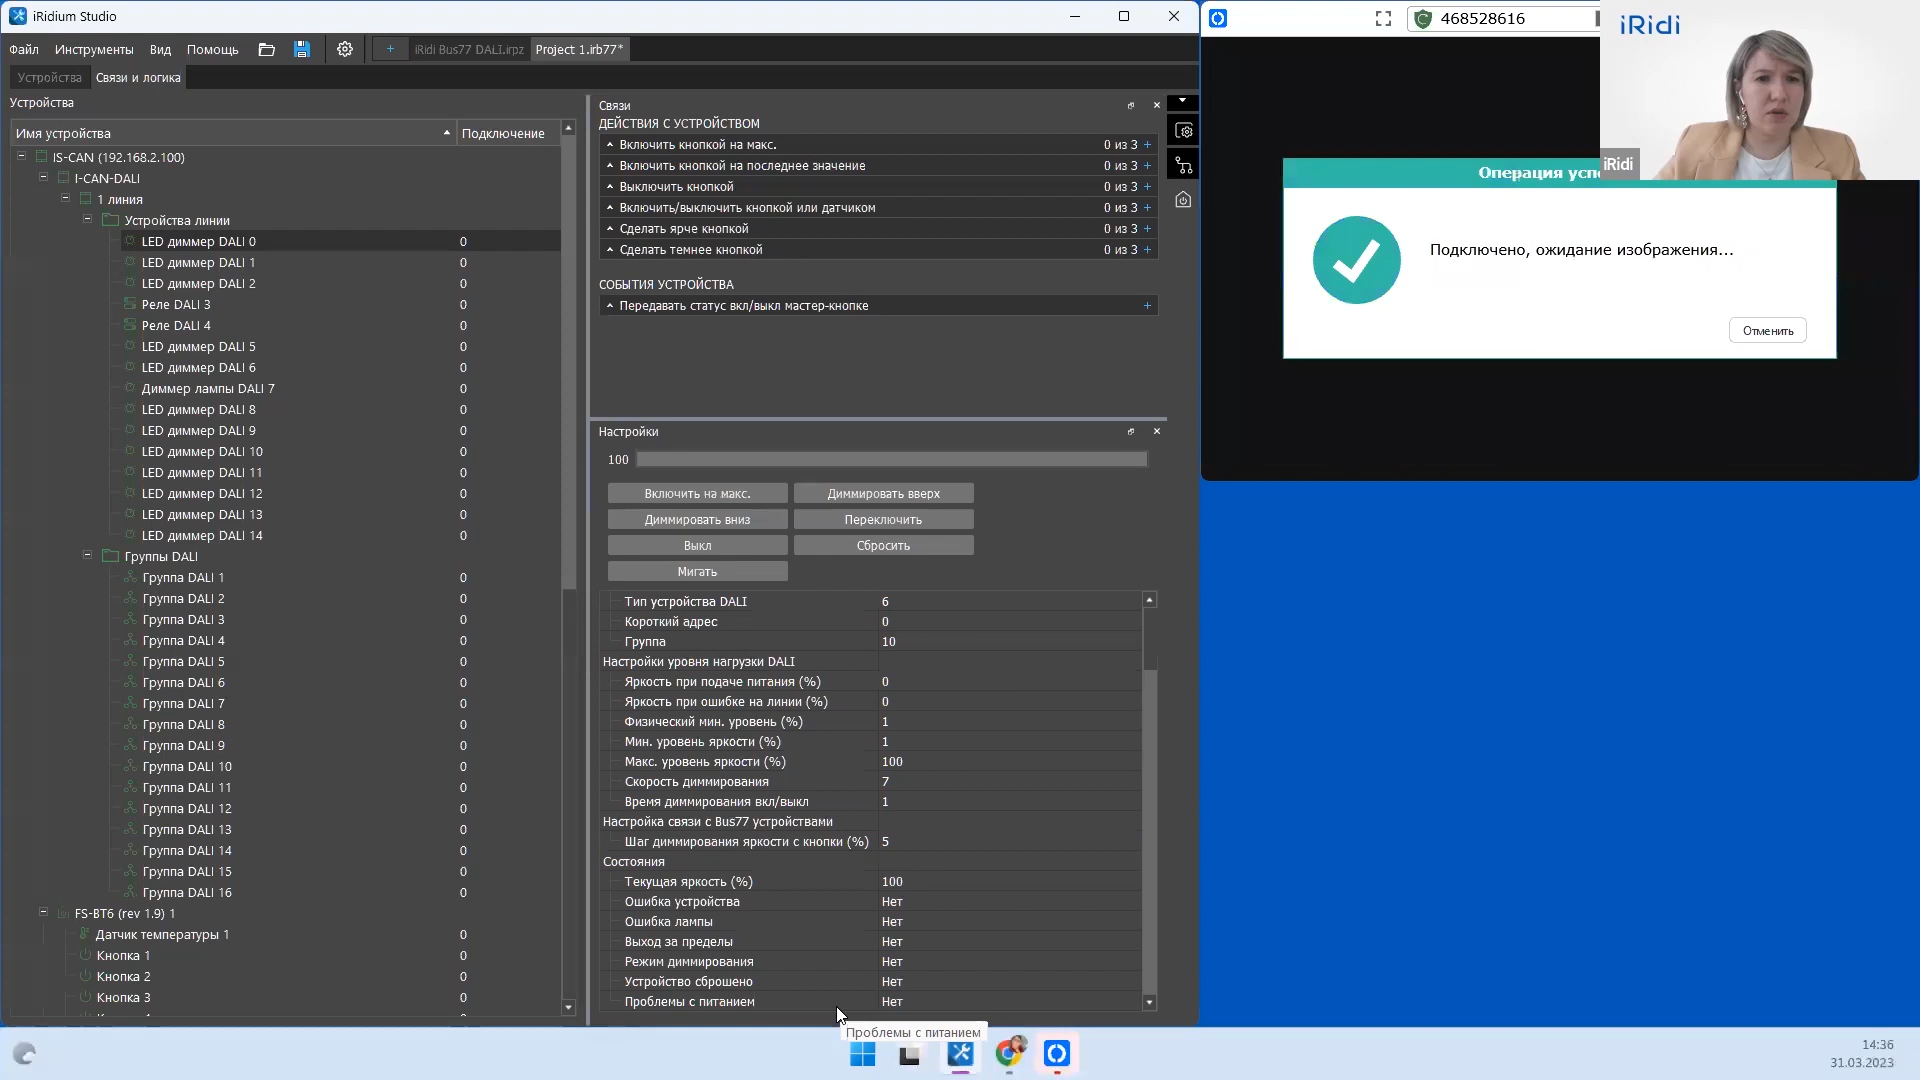 iRidium Studio
Файл Инструменты Вид Помощь + iRidi Bus77 DALI.irpz Project 1.irb77*
Устройства Связи и логика
Устройства
Имя устройства Подключение
IS-CAN (192.168.2.100)
I-CAN-DALI
1 линия
Устройства линии
LED диммер DALI 0 0
LED диммер DALI 1 0
LED диммер DALI 2 0
Реле DALI 3 0
Реле DALI 4 0
LED диммер DALI 5 0
LED диммер DALI 6 0
Диммер лампы DALI 7 0
LED диммер DALI 8 0
LED диммер DALI 9 0
LED диммер DALI 10 0
LED диммер DALI 11 0
LED диммер DALI 12 0
LED диммер DALI 13 0
LED диммер DALI 14 0
Группы DALI
Группа DALI 1 0
Группа DALI 2 0
Группа DALI 3 0
Группа DALI 4 0
Группа DALI 5 0
Группа DALI 6 0
Группа DALI 7 0
Группа DALI 8 0
Группа DALI 9 0
Группа DALI 10 0
Группа DALI 11 0
Группа DALI 12 0
Группа DALI 13 0
Группа DALI 14 0
Группа DALI 15 0
Группа DALI 16 0
FS-BT6 (rev 1.9) 1
Датчик температуры 1 0
Кнопка 1 0
Кнопка 2 0
Кнопка 3 0
Связи
ДЕЙСТВИЯ С УСТРОЙСТВОМ
Включить кнопкой на макс. 0 из 3 +
Включить кнопкой на последнее значение 0 из 3 +
Выключить кнопкой 0 из 3 +
Включить/выключить кнопкой или датчиком 0 из 3 +
Сделать ярче кнопкой 0 из 3 +
Сделать темнее кнопкой 0 из 3 +
СОБЫТИЯ УСТРОЙСТВА
Передавать статус вкл/выкл мастер-кнопке +
Настройки
100
Включить на макс. Диммировать вверх
Диммировать вниз Переключить
Выкл Сбросить
Мигать
Тип устройства DALI 6
Короткий адрес 0
Группа 10
Настройки уровня нагрузки DALI
Яркость при подаче питания (%) 0
Яркость при ошибке на линии (%) 0
Физический мин. уровень (%) 1
Мин. уровень яркости (%) 1
Макс. уровень яркости (%) 100
Скорость диммирования 7
Время диммирования вкл/выкл 1
Настройка связи с Bus77 устройствами
Шаг диммирования яркости с кнопки (%) 5
Состояния
Текущая яркость (%) 100
Ошибка устройства Нет
Ошибка лампы Нет
Выход за пределы Нет
Режим диммирования Нет
Устройство сброшено Нет
Проблемы с питанием Нет
Проблемы с питанием
468528616
iRidi
iRidi
Операция усп
Подключено, ожидание изображения...
Отменить
14:36
31.03.2023